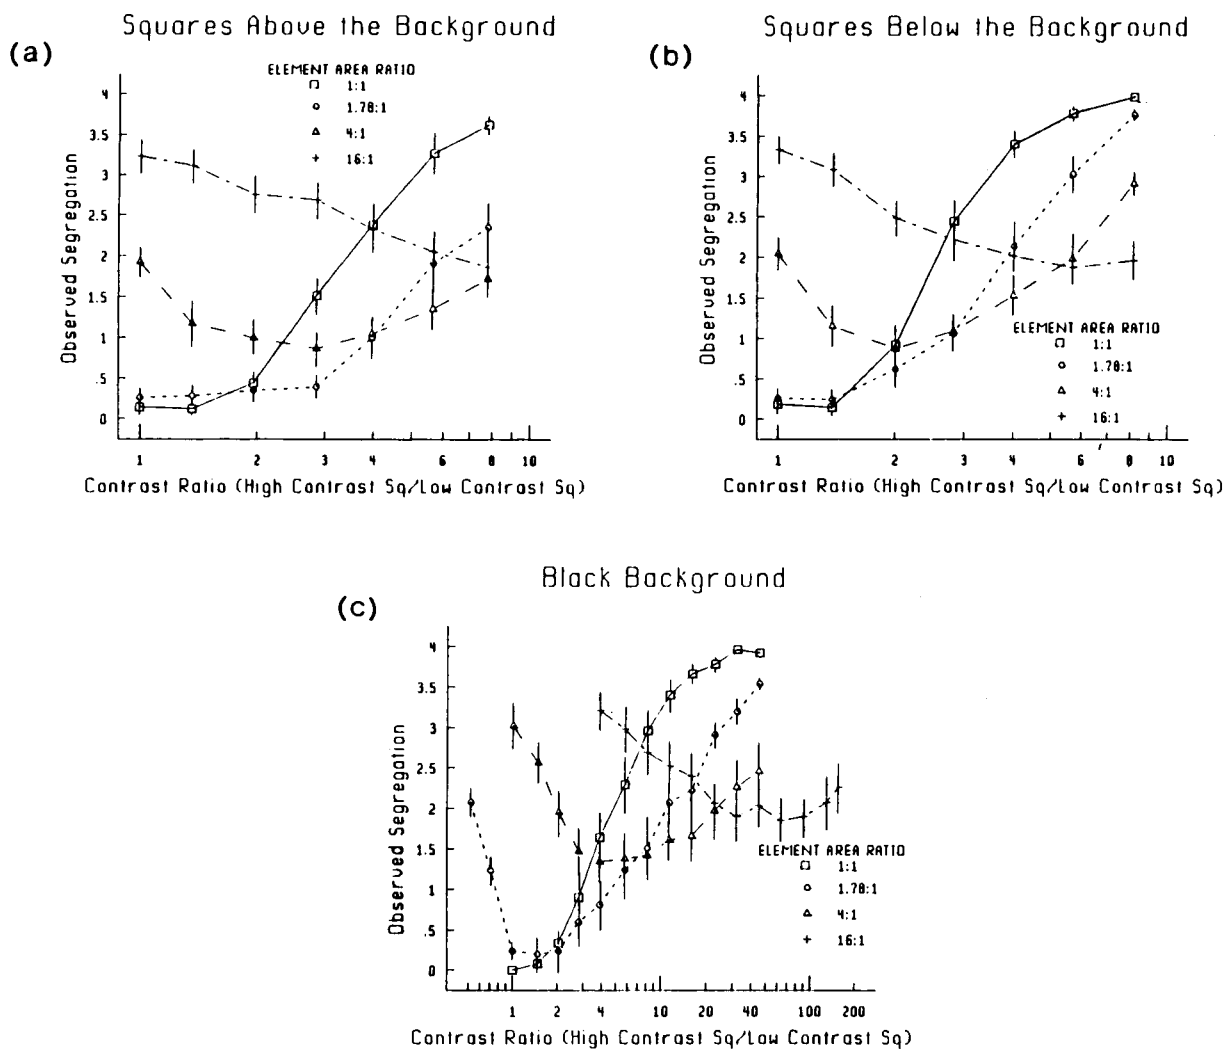 Squares Above the Background
(a)
ELEMENT AREA RATIO
1:1
1.78:1
4:1
16:1
4
3.5
3
2.5
2
1.5
1
.5
0
Observed Segregation
1 2 3 4 6 8 10
Contrast Ratio (High Contrast Sq/Low Contrast Sq)
Squares Below the Background
(b)
4
3.5
3
2.5
2
1.5
1
.5
0
Observed Segregation
ELEMENT AREA RATIO
1:1
1.78:1
4:1
16:1
1 2 3 4 6 8 10
Contrast Ratio (High Contrast Sq/Low Contrast Sq)
Black Background
(c)
4
3.5
3
2.5
2
1.5
1
.5
0
Observed Segregation
ELEMENT AREA RATIO
1:1
1.78:1
4:1
16:1
1 2 4 10 20 40 100 200
Contrast Ratio (High Contrast Sq/Low Contrast Sq)